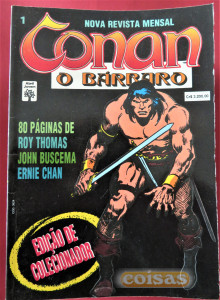 1
NOVA REVISTA MENSAL
Conan
O BÁRBARO
Abril
80 PÁGINAS DE
ROY THOMAS
JOHN BUSCEMA
ERNIE CHAN
EDIÇÃO DE
COLECIONADOR
coisas